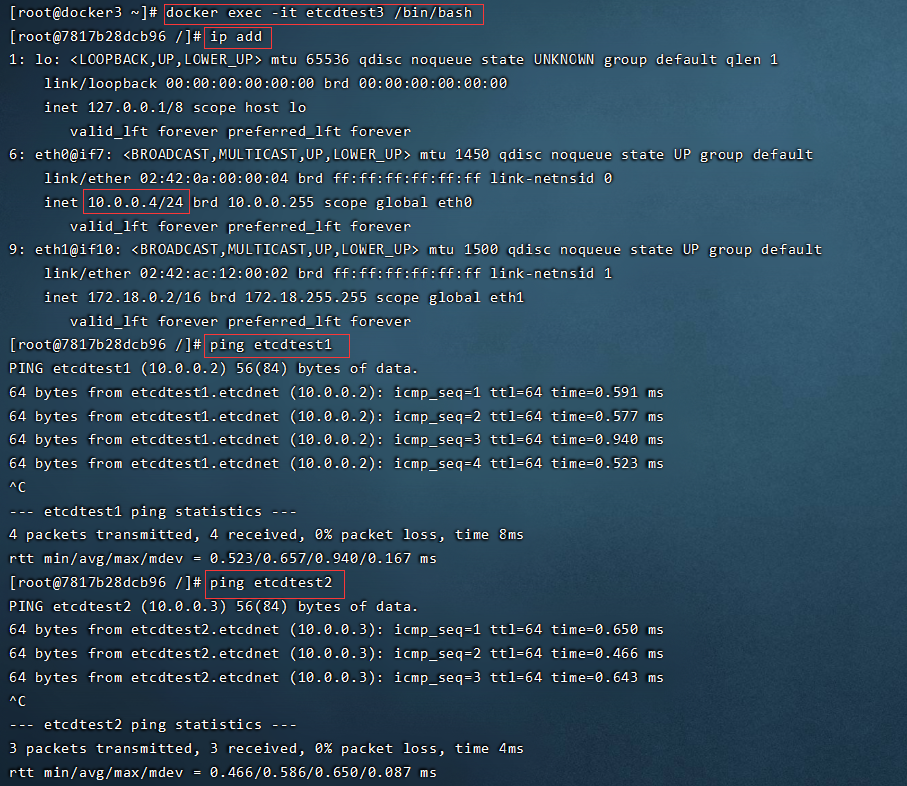 [root@docker3 ~]# docker exec -it etcdtest3 /bin/bash
[root@7817b28dcb96 /]# ip add
1: lo: <LOOPBACK,UP,LOWER_UP> mtu 65536 qdisc noqueue state UNKNOWN group default qlen 1
    link/loopback 00:00:00:00:00:00 brd 00:00:00:00:00:00
    inet 127.0.0.1/8 scope host lo
       valid_lft forever preferred_lft forever
6: eth0@if7: <BROADCAST,MULTICAST,UP,LOWER_UP> mtu 1450 qdisc noqueue state UP group default
    link/ether 02:42:0a:00:00:04 brd ff:ff:ff:ff:ff:ff link-netnsid 0
    inet 10.0.0.4/24 brd 10.0.0.255 scope global eth0
       valid_lft forever preferred_lft forever
9: eth1@if10: <BROADCAST,MULTICAST,UP,LOWER_UP> mtu 1500 qdisc noqueue state UP group default
    link/ether 02:42:ac:12:00:02 brd ff:ff:ff:ff:ff:ff link-netnsid 1
    inet 172.18.0.2/16 brd 172.18.255.255 scope global eth1
       valid_lft forever preferred_lft forever
[root@7817b28dcb96 /]# ping etcdtest1
PING etcdtest1 (10.0.0.2) 56(84) bytes of data.
64 bytes from etcdtest1.etcdnet (10.0.0.2): icmp_seq=1 ttl=64 time=0.591 ms
64 bytes from etcdtest1.etcdnet (10.0.0.2): icmp_seq=2 ttl=64 time=0.577 ms
64 bytes from etcdtest1.etcdnet (10.0.0.2): icmp_seq=3 ttl=64 time=0.940 ms
64 bytes from etcdtest1.etcdnet (10.0.0.2): icmp_seq=4 ttl=64 time=0.523 ms
^C
--- etcdtest1 ping statistics ---
4 packets transmitted, 4 received, 0% packet loss, time 8ms
rtt min/avg/max/mdev = 0.523/0.657/0.940/0.167 ms
[root@7817b28dcb96 /]# ping etcdtest2
PING etcdtest2 (10.0.0.3) 56(84) bytes of data.
64 bytes from etcdtest2.etcdnet (10.0.0.3): icmp_seq=1 ttl=64 time=0.650 ms
64 bytes from etcdtest2.etcdnet (10.0.0.3): icmp_seq=2 ttl=64 time=0.466 ms
64 bytes from etcdtest2.etcdnet (10.0.0.3): icmp_seq=3 ttl=64 time=0.643 ms
^C
--- etcdtest2 ping statistics ---
3 packets transmitted, 3 received, 0% packet loss, time 4ms
rtt min/avg/max/mdev = 0.466/0.586/0.650/0.087 ms